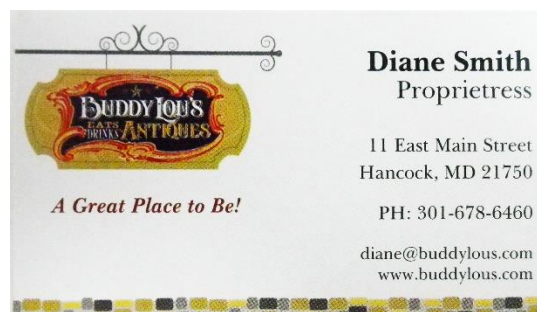 BUDDY LOU'S
EATS
DRINKS ANTIQUES
A Great Place to Be!
Diane Smith
Proprietress
11 East Main Street
Hancock, MD 21750
PH: 301-678-6460
diane@buddylous.com
www.buddylous.com